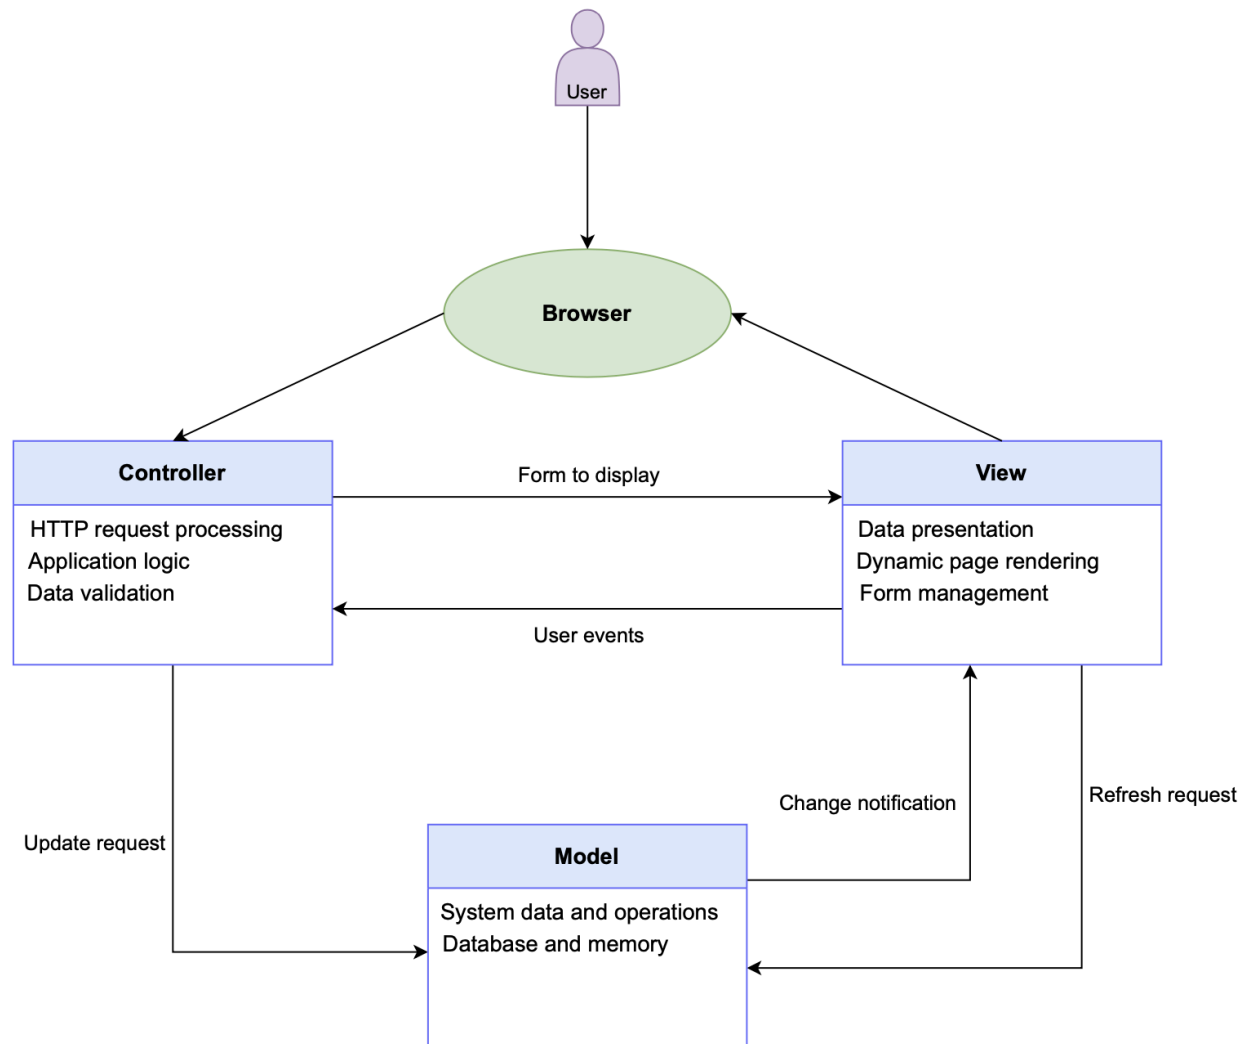 User
Browser
Controller
HTTP request processing
Application logic
Data validation
Form to display
User events
View
Data presentation
Dynamic page rendering
Form management
Update request
Change notification
Refresh request
Model
System data and operations
Database and memory